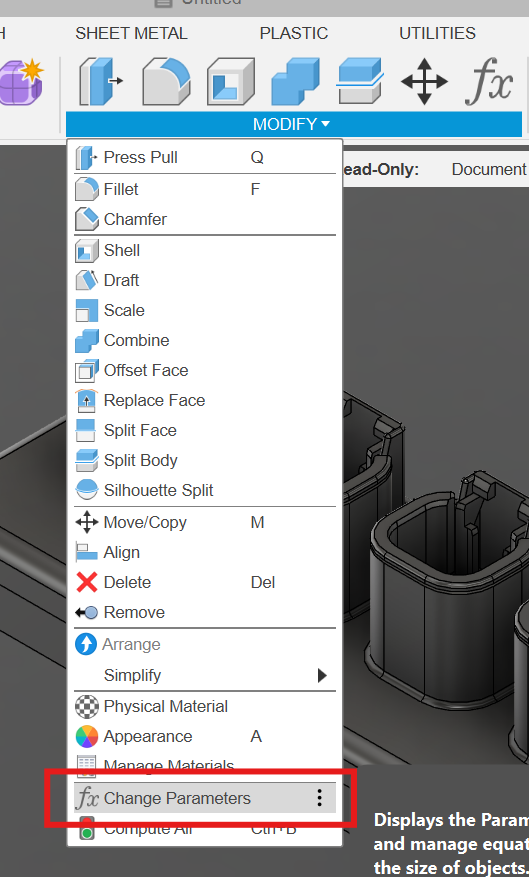 Untitled
SHEET METAL PLASTIC UTILITIES
fx
MODIFY
Press Pull Q
ead-Only: Document
Fillet F
Chamfer
Shell
Draft
Scale
Combine
Offset Face
Replace Face
Split Face
Split Body
Silhouette Split
Move/Copy M
Align
Delete Del
Remove
Arrange
Simplify
Physical Material
Appearance A
Manage Materials
fx Change Parameters
Compute All Ctrl+B
Displays the Param
and manage equat
the size of objects.